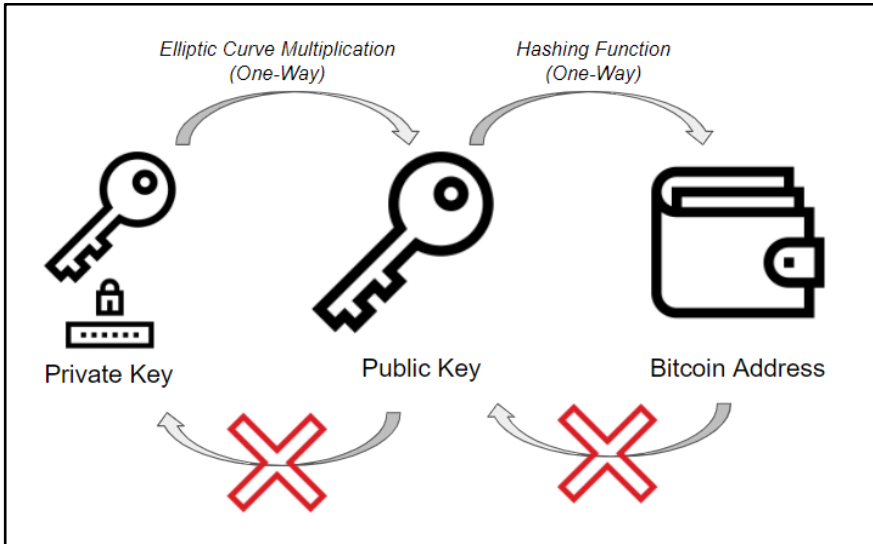 Elliptic Curve Multiplication
(One-Way)
Hashing Function
(One-Way)
Private Key
Public Key
Bitcoin Address